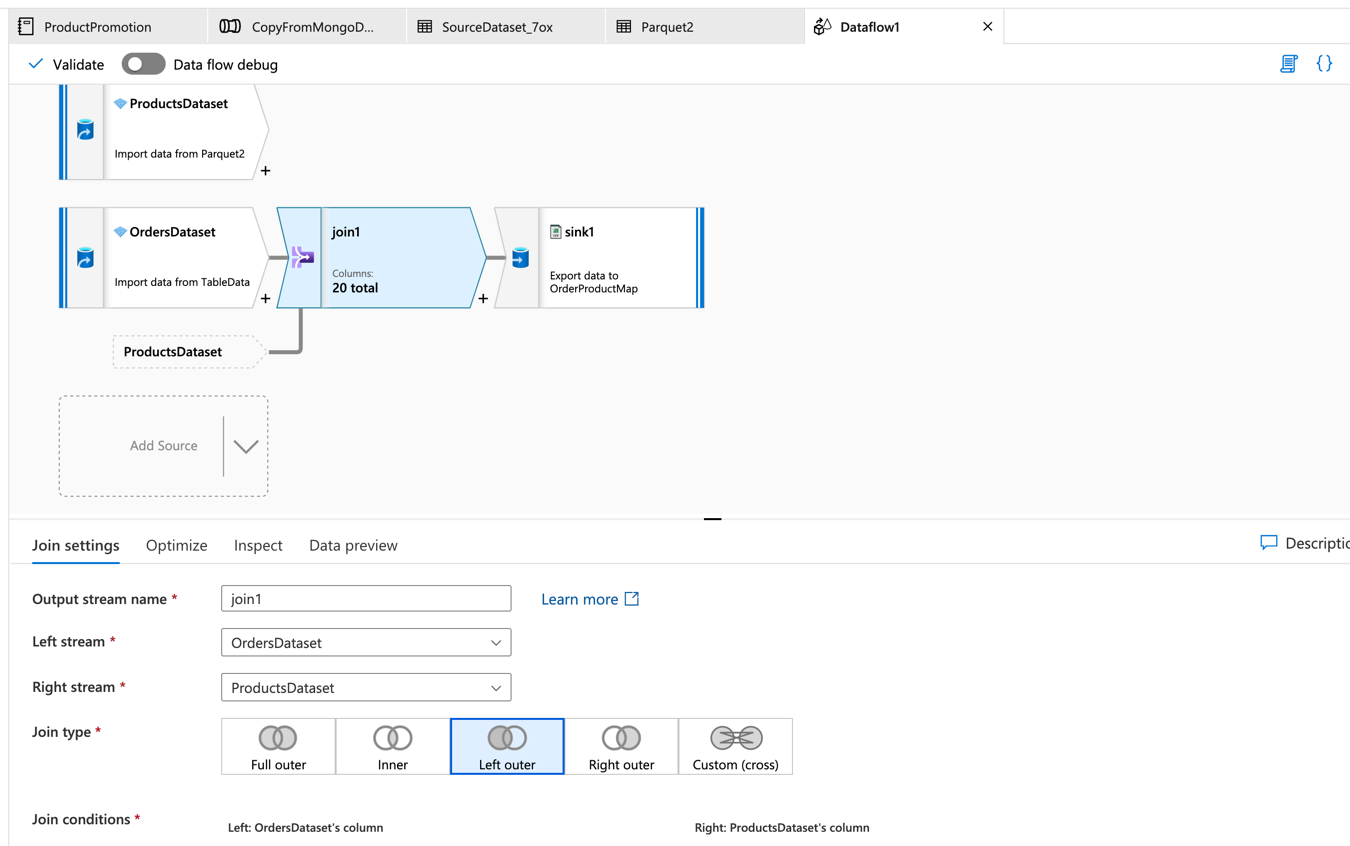 ProductPromotion
CopyFromMongoD...
SourceDataset_7ox
Parquet2
Dataflow1
Validate
Data flow debug
ProductsDataset
Import data from Parquet2
+
OrdersDataset
Import data from TableData
+
join1
Columns:
20 total
+
sink1
Export data to
OrderProductMap
ProductsDataset
Add Source
Join settings
Optimize
Inspect
Data preview
Descriptio
Output stream name *
join1
Learn more
Left stream *
OrdersDataset
Right stream *
ProductsDataset
Join type *
Full outer
Inner
Left outer
Right outer
Custom (cross)
Join conditions *
Left: OrdersDataset's column
Right: ProductsDataset's column